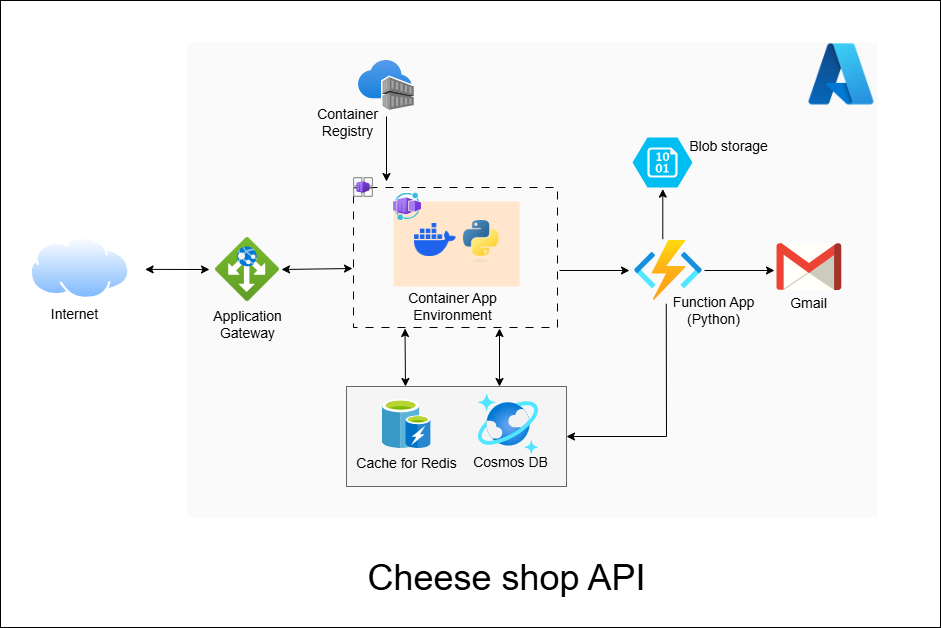 Container
Registry
Blob storage
10
01
Internet
Application
Gateway
Container App
Environment
Function App
(Python)
Gmail
Cache for Redis
Cosmos DB
Cheese shop API